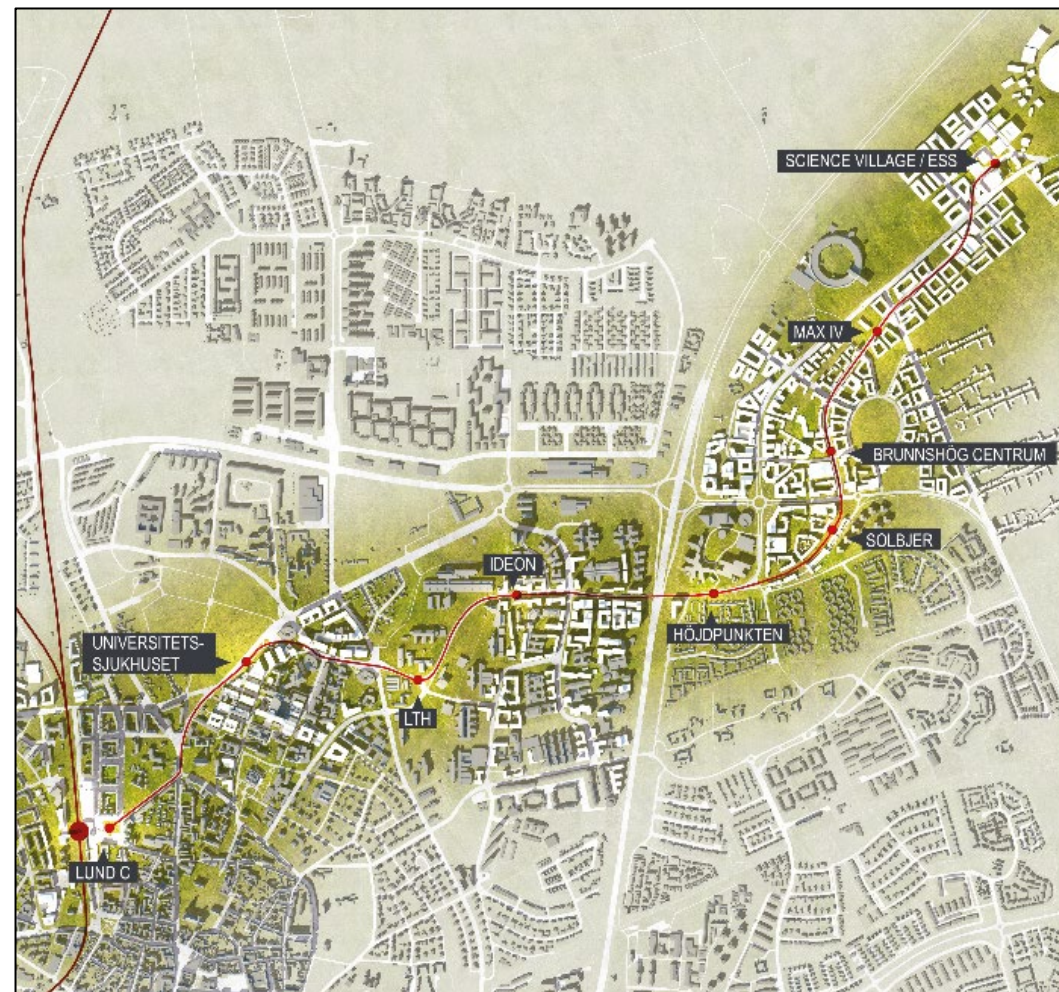 SCIENCE VILLAGE / ESS
MAX IV
BRUNNSHÖG CENTRUM
SOLBJER
IDEON
HÖJDPUNKTEN
UNIVERSITETS-
SJUKHUSET
LTH
LUND C